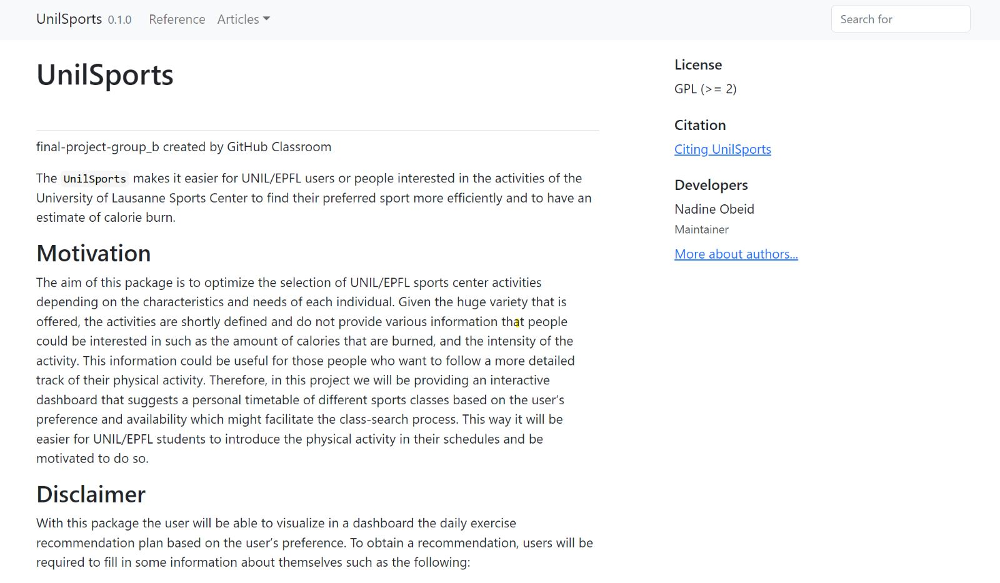 UnilSports 0.1.0 Reference Articles Search for
UnilSports
final-project-group_b created by GitHub Classroom
The UnilSports makes it easier for UNIL/EPFL users or people interested in the activities of the
University of Lausanne Sports Center to find their preferred sport more efficiently and to have an
estimate of calorie burn.
Motivation
The aim of this package is to optimize the selection of UNIL/EPFL sports center activities
depending on the characteristics and needs of each individual. Given the huge variety that is
offered, the activities are shortly defined and do not provide various information that people
could be interested in such as the amount of calories that are burned, and the intensity of the
activity. This information could be useful for those people who want to follow a more detailed
track of their physical activity. Therefore, in this project we will be providing an interactive
dashboard that suggests a personal timetable of different sports classes based on the user’s
preference and availability which might facilitate the class-search process. This way it will be
easier for UNIL/EPFL students to introduce the physical activity in their schedules and be
motivated to do so.
Disclaimer
With this package the user will be able to visualize in a dashboard the daily exercise
recommendation plan based on the user’s preference. To obtain a recommendation, users will be
required to fill in some information about themselves such as the following:
License
GPL (>= 2)
Citation
Citing UnilSports
Developers
Nadine Obeid
Maintainer
More about authors...